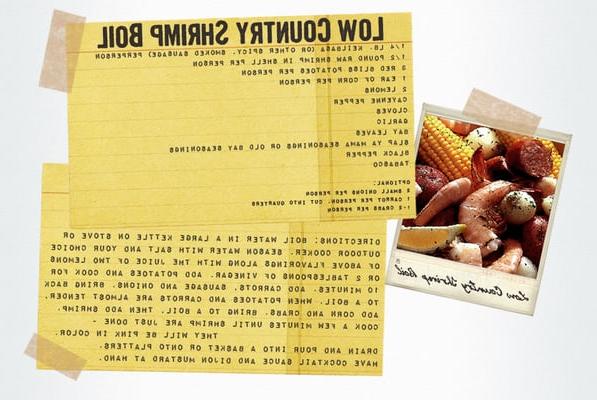 LOW COUNTRY SHRIMP BOIL
1/4 LB. KEILBASA (OR OTHER SPICY, SMOKED SAUSAGE) PERPERSON
1/2 POUND RAW SHRIMP IN SHELL PER PERSON
3 RED BLISS POTATOES PER PERSON
1 EAR OF CORN PER PERSON
2 LEMONS
CAYENNE PEPPER
CLOVES
GARLIC
BAY LEAVES
SLAP YA MAMA SEASONINGS OR OLD BAY SEASONINGS
BLACK PEPPER
TOBASCO
OPTIONAL:
2 SMALL ONIONS PER PERSON
1 CARROT PER PERSON, CUT INTO QUARTERS
1-2 CRABS PER PERSON
DIRECTIONS: BOIL WATER IN A LARGE KETTLE ON STOVE OR
OUTDOOR COOKER. SEASON WATER WITH SALT AND YOUR CHOICE
OF ABOVE FLAVORINGS ALONG WITH THE JUICE OF TWO LEMONS
OR 2 TABLESPOONS OF VINEGAR. ADD POTATOES AND COOK FOR
10 MINUTES. ADD CARROTS, SAUSAGE AND ONIONS. BRING BACK
TO A BOIL. WHEN POTATOES AND CARROTS ARE ALMOST TENDER,
ADD CORN AND CRABS. BRING TO A BOIL. THEN ADD SHRIMP.
COOK A FEW MINUTES UNTIL SHRIMP ARE JUST DONE -
THEY WILL BE PINK IN COLOR.
DRAIN AND POUR INTO A BASKET OR ONTO PLATTERS.
HAVE COCKTAIL SAUCE AND DIJON MUSTARD AT HAND.
Low Country Shrimp Boil